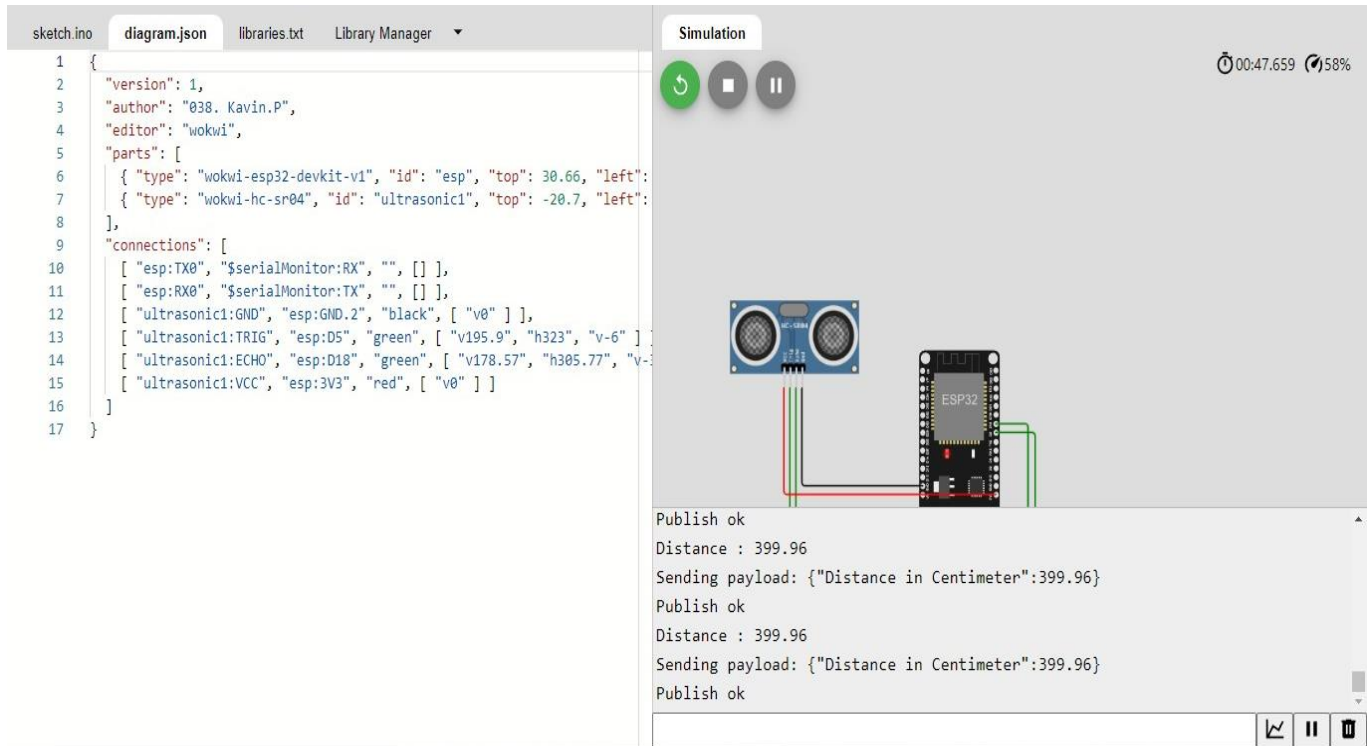 sketch.ino diagram.json libraries.txt Library Manager
1 {
2 "version": 1,
3 "author": "038. Kavin.P",
4 "editor": "wokwi",
5 "parts": [
6 { "type": "wokwi-esp32-devkit-v1", "id": "esp", "top": 30.66, "left":
7 { "type": "wokwi-hc-sr04", "id": "ultrasonic1", "top": -20.7, "left":
8 ],
9 "connections": [
10 [ "esp:TX0", "$serialMonitor:RX", "", [] ],
11 [ "esp:RX0", "$serialMonitor:TX", "", [] ],
12 [ "ultrasonic1:GND", "esp:GND.2", "black", [ "v0" ] ],
13 [ "ultrasonic1:TRIG", "esp:D5", "green", [ "v195.9", "h323", "v-6" ]
14 [ "ultrasonic1:ECHO", "esp:D18", "green", [ "v178.57", "h305.77", "v-
15 [ "ultrasonic1:VCC", "esp:3V3", "red", [ "v0" ] ]
16 ]
17 }
Simulation
00:47.659 58%
HC-SR04
ESP32
Publish ok
Distance : 399.96
Sending payload: {"Distance in Centimeter":399.96}
Publish ok
Distance : 399.96
Sending payload: {"Distance in Centimeter":399.96}
Publish ok